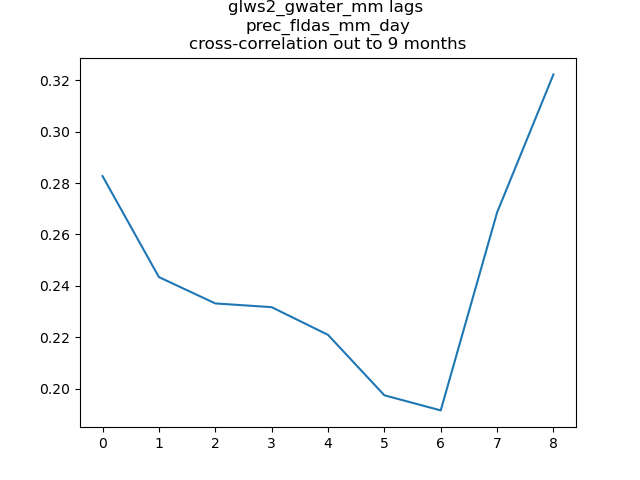 glws2_gwater_mm lags
prec_fldas_mm_day
cross-correlation out to 9 months
0.32
0.30
0.28
0.26
0.24
0.22
0.20
0 1 2 3 4 5 6 7 8